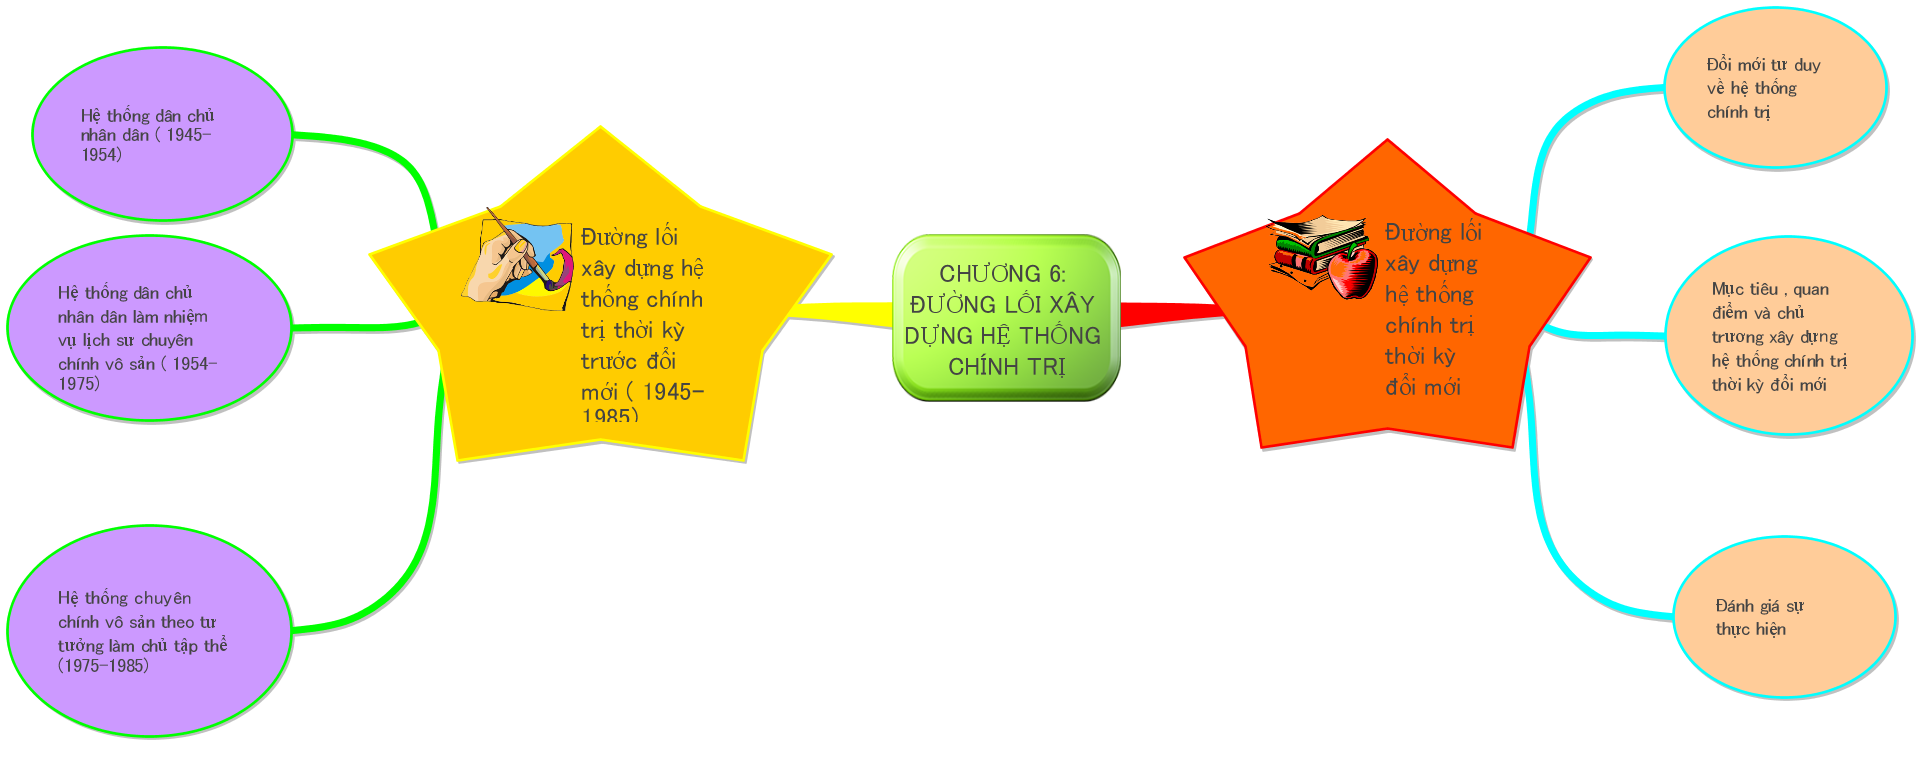 Hệ thống dân chủ
nhân dân ( 1945-
1954)
Hệ thống dân chủ
nhân dân làm nhiệm
vụ lịch sư chuyên
chính vô sản ( 1954-
1975)
Hệ thống chuyên
chính vô sản theo tư
tưởng làm chủ tập thể
(1975-1985)
Đường lối
xây dựng hệ
thống chính
trị thời kỳ
trước đổi
mới ( 1945-
1985)
CHƯƠNG 6:
ĐƯỜNG LỐI XÂY
DỰNG HỆ THỐNG
CHÍNH TRỊ
Đường lối
xây dựng
hệ thống
chính trị
thời kỳ
đổi mới
Đổi mới tư duy
về hệ thống
chính trị
Mục tiêu , quan
điểm và chủ
trương xây dựng
hệ thống chính trị
thời kỳ đổi mới
Đánh giá sự
thực hiện